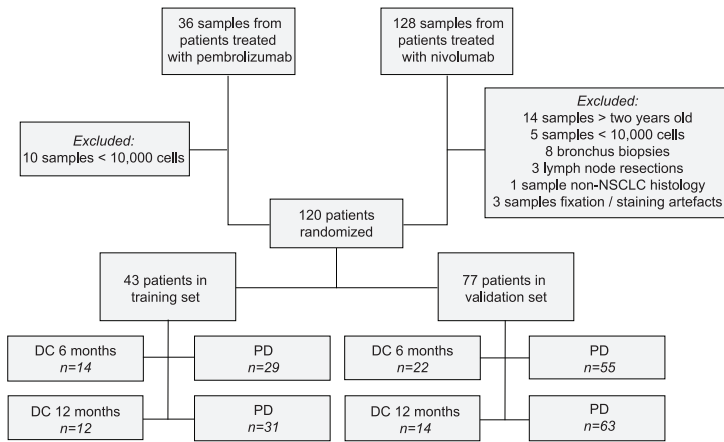 36 samples from
patients treated
with pembrolizumab
128 samples from
patients treated
with nivolumab
Excluded:
10 samples < 10,000 cells
Excluded:
14 samples > two years old
5 samples < 10,000 cells
8 bronchus biopsies
3 lymph node resections
1 sample non-NSCLC histology
3 samples fixation / staining artefacts
120 patients
randomized
43 patients in
training set
77 patients in
validation set
DC 6 months
n=14
PD
n=29
DC 6 months
n=22
PD
n=55
DC 12 months
n=12
PD
n=31
DC 12 months
n=14
PD
n=63